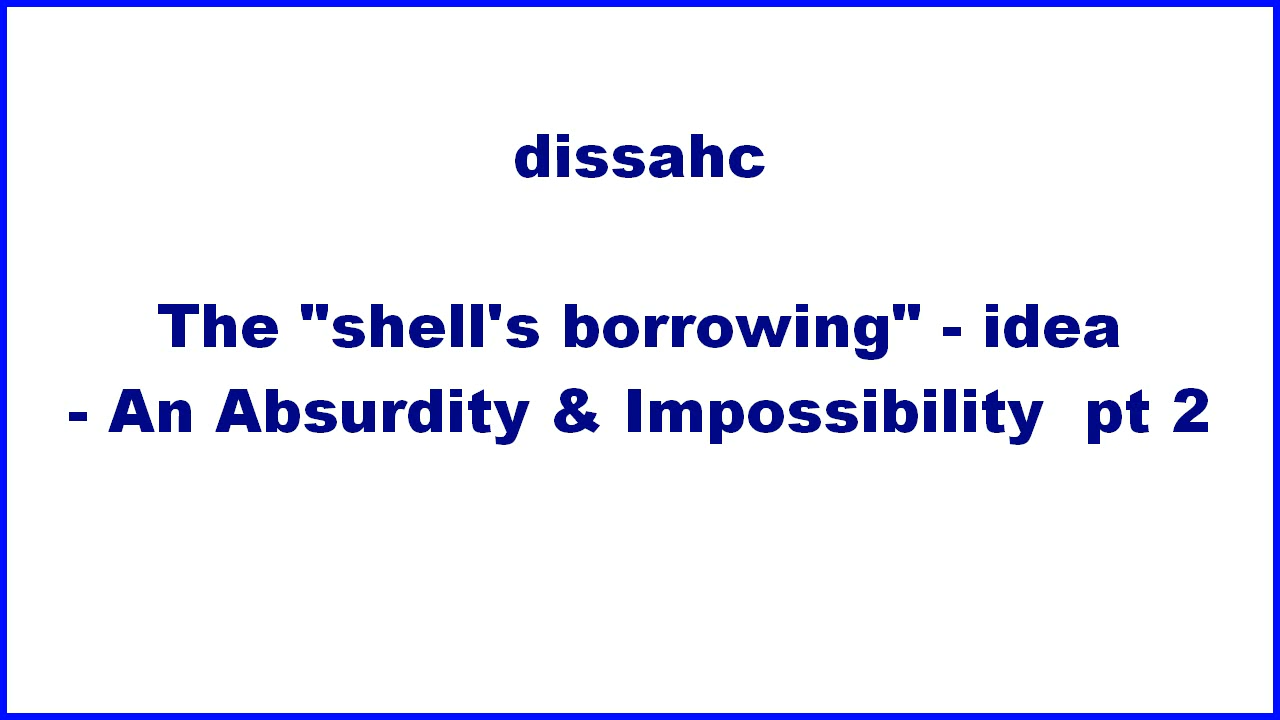 dissahc
The "shell's borrowing" - idea
- An Absurdity & Impossibility  pt 2